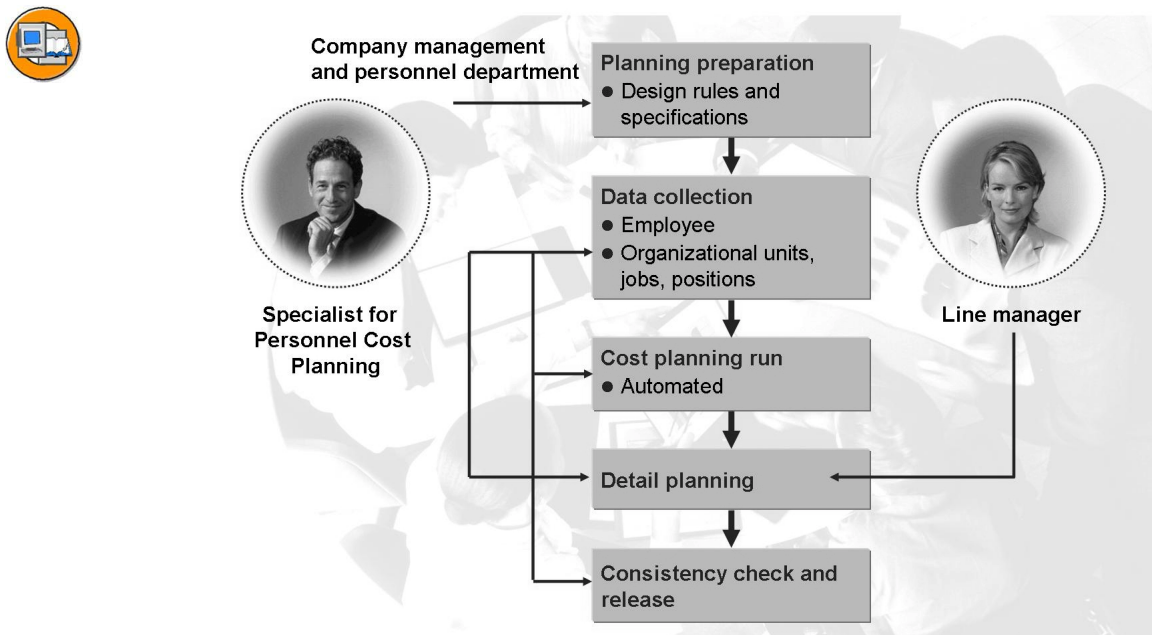 Company management
and personnel department
Planning preparation
● Design rules and
specifications
Data collection
● Employee
● Organizational units,
jobs, positions
Specialist for
Personnel Cost
Planning
Line manager
Cost planning run
● Automated
Detail planning
Consistency check and
release